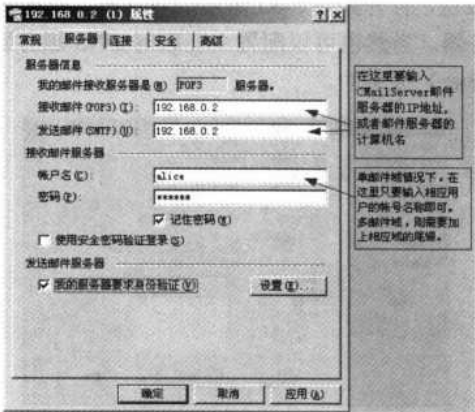 192.168.0.2 (1) 属性
常规 服务器 连接 安全 高级
服务器信息
我的邮件接收服务器是(M) POP3 服务器。
接收邮件(POP3)(I): 192.168.0.2
发送邮件(SMTP)(U): 192.168.0.2
接收邮件服务器
帐户名(C): alice
密码(P): ******
记住密码(W)
使用安全密码验证登录(S)
发送邮件服务器
我的服务器要求身份验证(V) 设置(E)...
确定 取消 应用(A)
在这里要输入
CMailServer邮件
服务器的IP地址，
或者邮件服务器的
计算机名
单邮件域情况下，在
这里只要输入相应用
户的帐号名称即可。
多邮件域，则需要加
上相应域的尾缀。